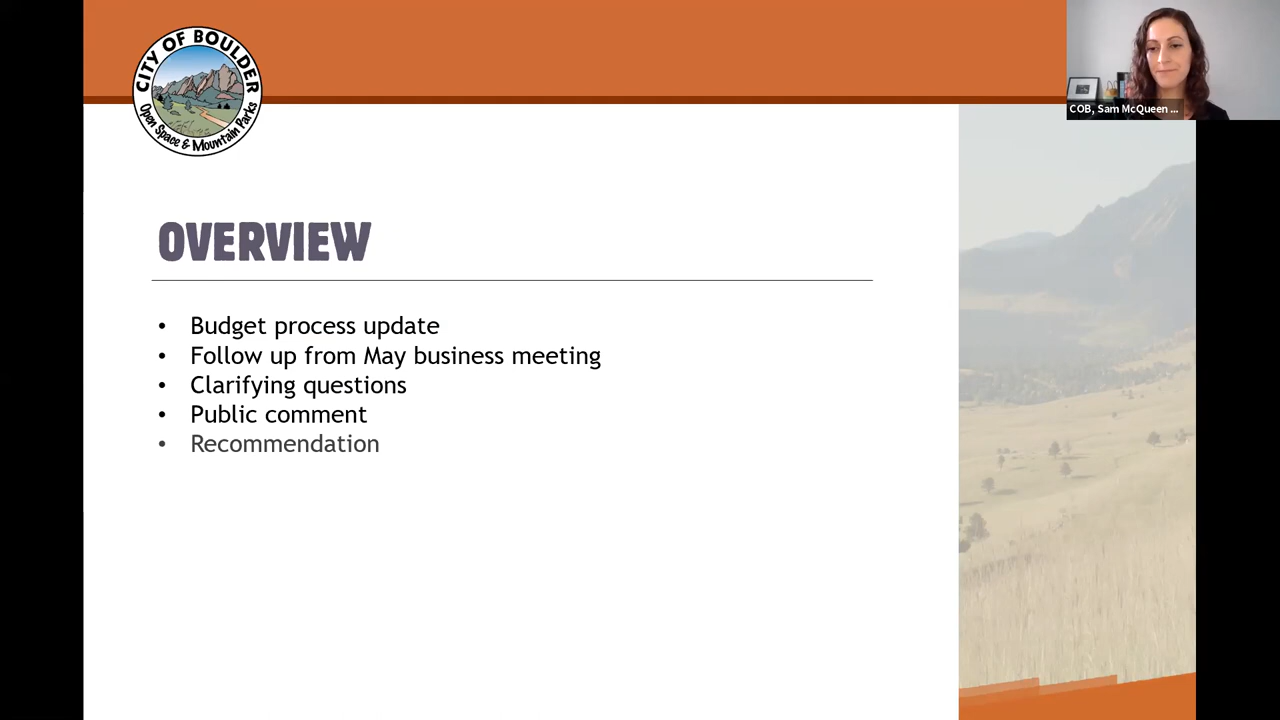 CITY OF BOULDER
Open Space & Mountain Parks
COB, Sam McQueen ...
OVERVIEW
• Budget process update
• Follow up from May business meeting
• Clarifying questions
• Public comment
• Recommendation